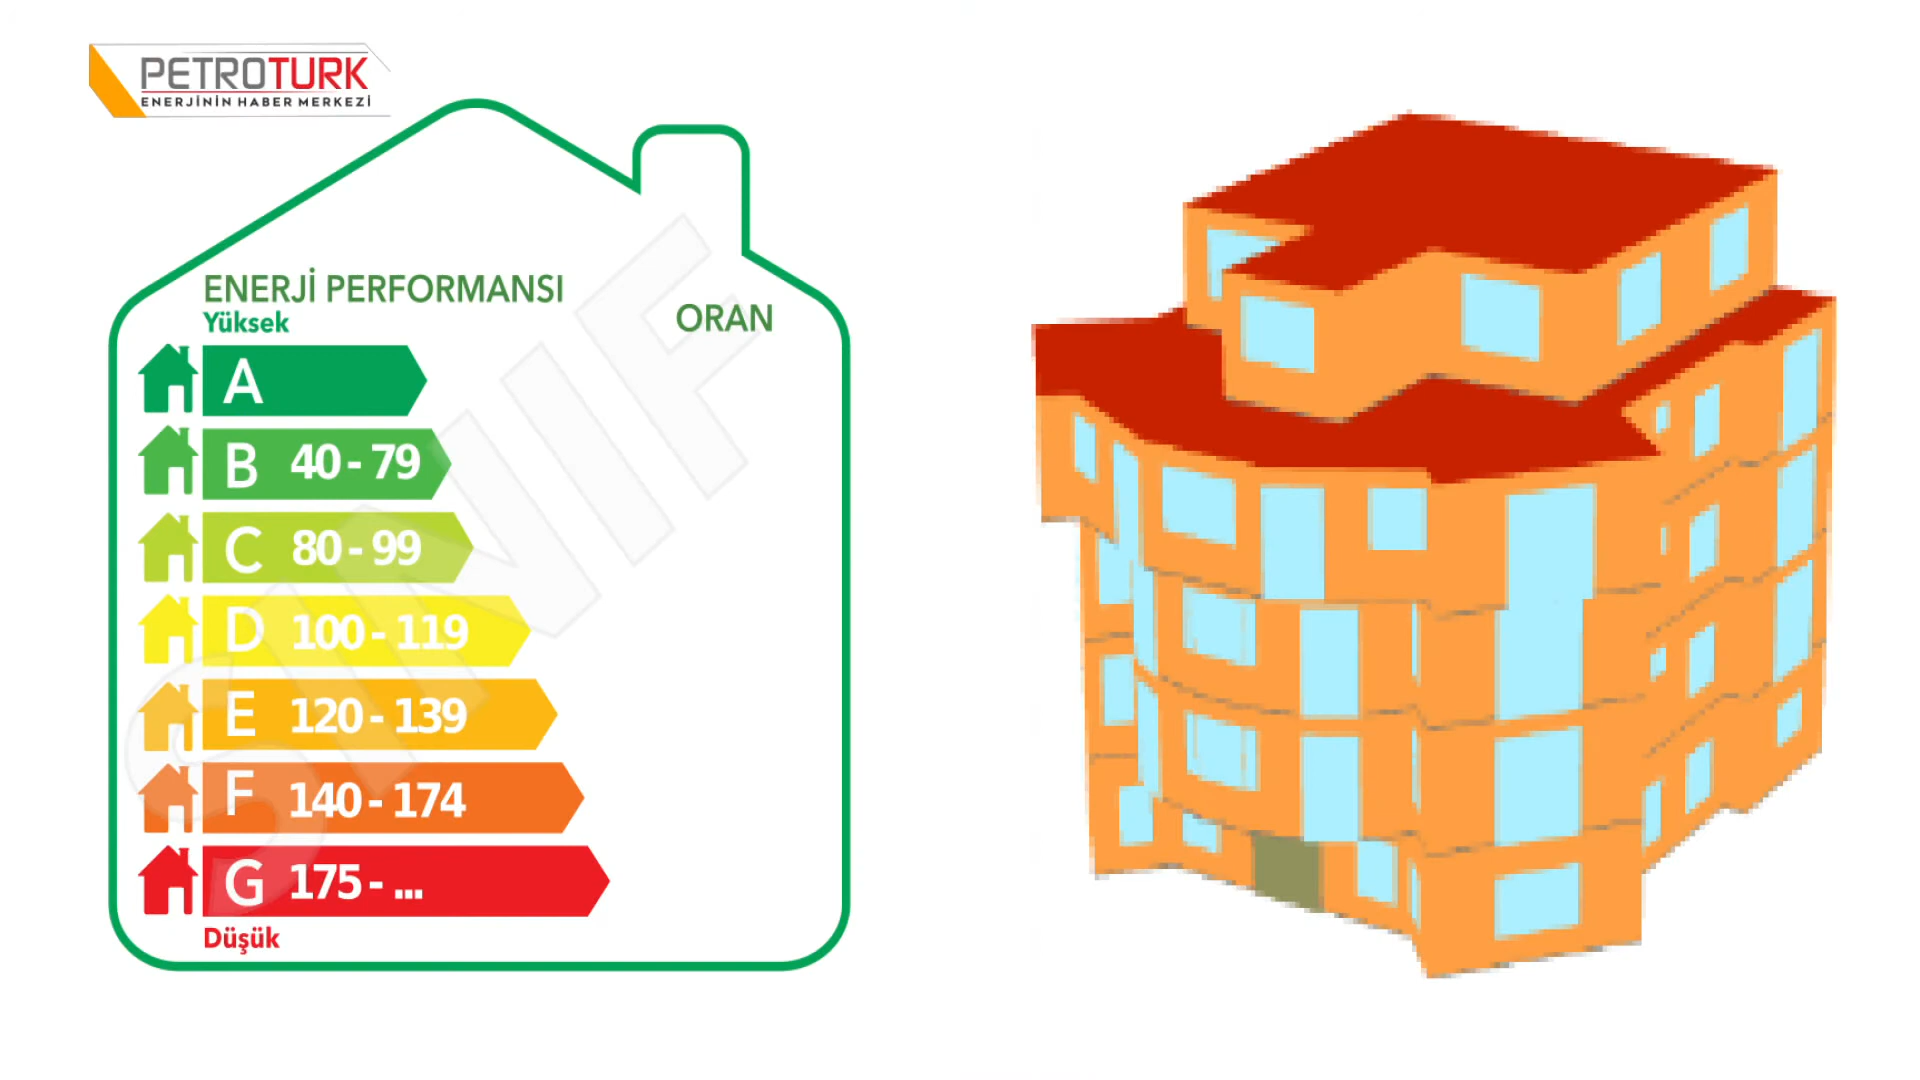 PETROTURK
ENERJİNİN HABER MERKEZİ
ENERJİ PERFORMANSI
Yüksek
ORAN
A
B 40 - 79
C 80 - 99
D 100 - 119
E 120 - 139
F 140 - 174
G 175 - ...
Düşük
SINIF